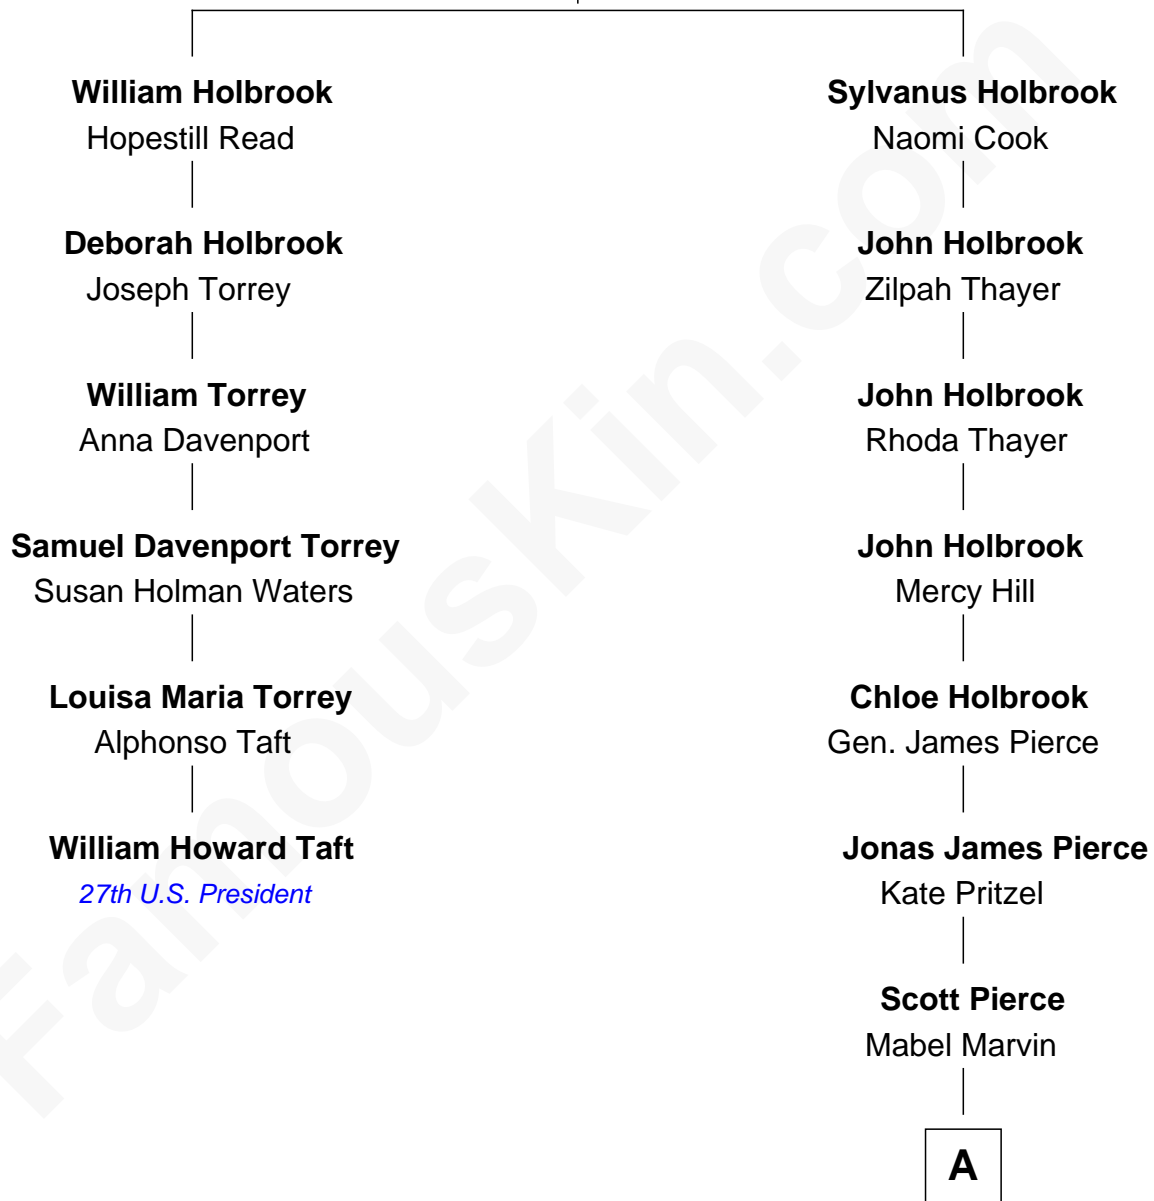 William Holbrook
Hopestill Read
Deborah Holbrook
Joseph Torrey
William Torrey
Anna Davenport
Samuel Davenport Torrey
Susan Holman Waters
Louisa Maria Torrey
Alphonso Taft
William Howard Taft
27th U.S. President
Sylvanus Holbrook
Naomi Cook
John Holbrook
Zilpah Thayer
John Holbrook
Rhoda Thayer
John Holbrook
Mercy Hill
Chloe Holbrook
Gen. James Pierce
Jonas James Pierce
Kate Pritzel
Scott Pierce
Mabel Marvin
A
FamousKin.com